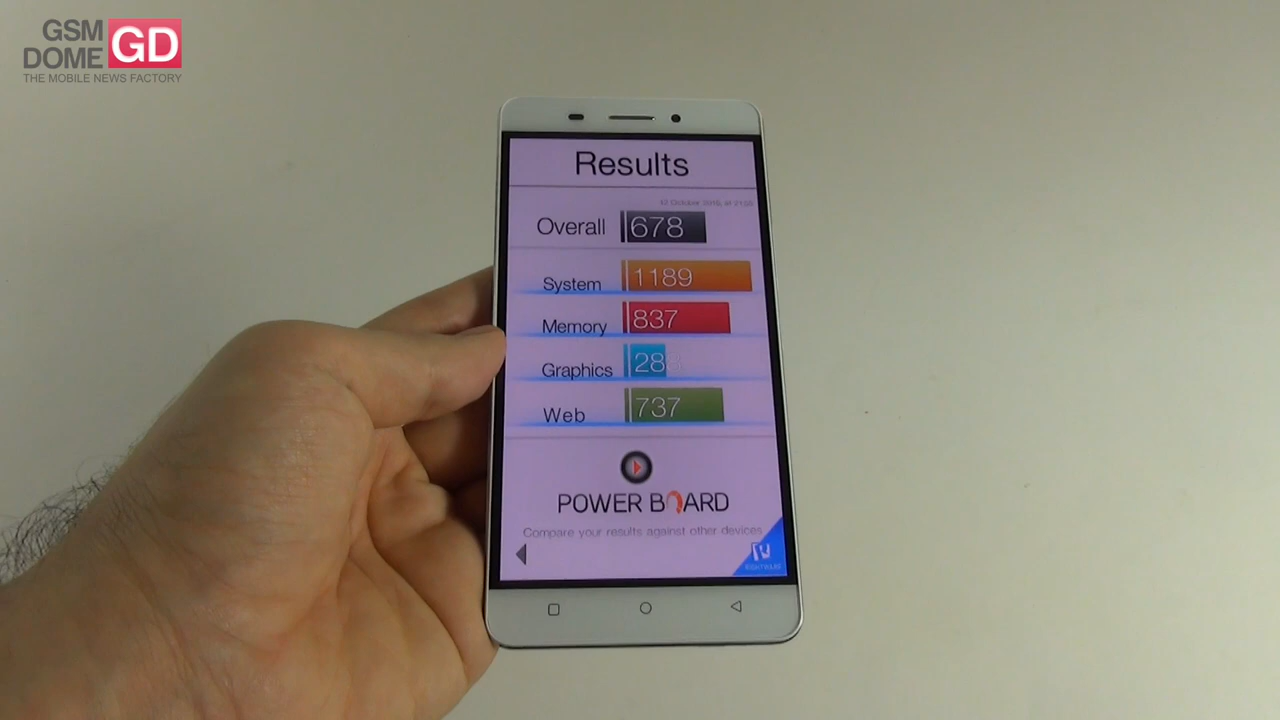 GSM
DOME GD
THE MOBILE NEWS FACTORY
Results
Overall 678
System 1189
Memory 837
Graphics 288
Web 737
POWER BOARD
Compare your results against other devices